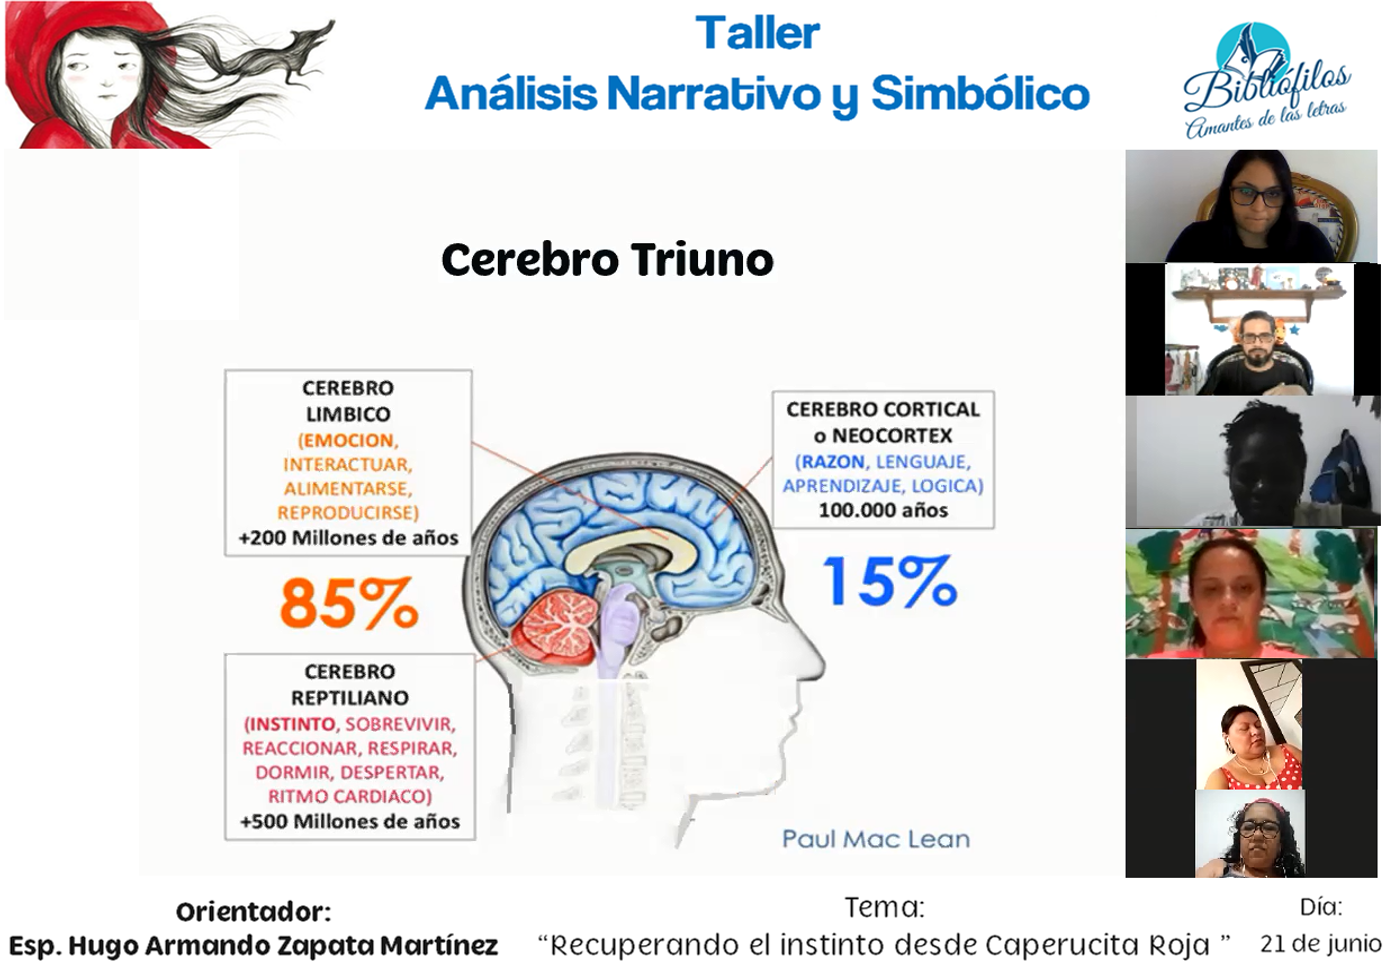 Taller
Análisis Narrativo y Simbólico
Bibliófilos
Amantes de las letras
Cerebro Triuno
CEREBRO
LIMBICO
(EMOCION,
INTERACTUAR,
ALIMENTARSE,
REPRODUCIRSE)
+200 Millones de años
85%
CEREBRO
REPTILIANO
(INSTINTO, SOBREVIVIR,
REACCIONAR, RESPIRAR,
DORMIR, DESPERTAR,
RITMO CARDIACO)
+500 Millones de años
CEREBRO CORTICAL
o NEOCORTEX
(RAZON, LENGUAJE,
APRENDIZAJE, LOGICA)
100.000 años
15%
Paul Mac Lean
Orientador:
Esp. Hugo Armando Zapata Martínez
Tema:
“Recuperando el instinto desde Caperucita Roja ”
Día:
21 de junio